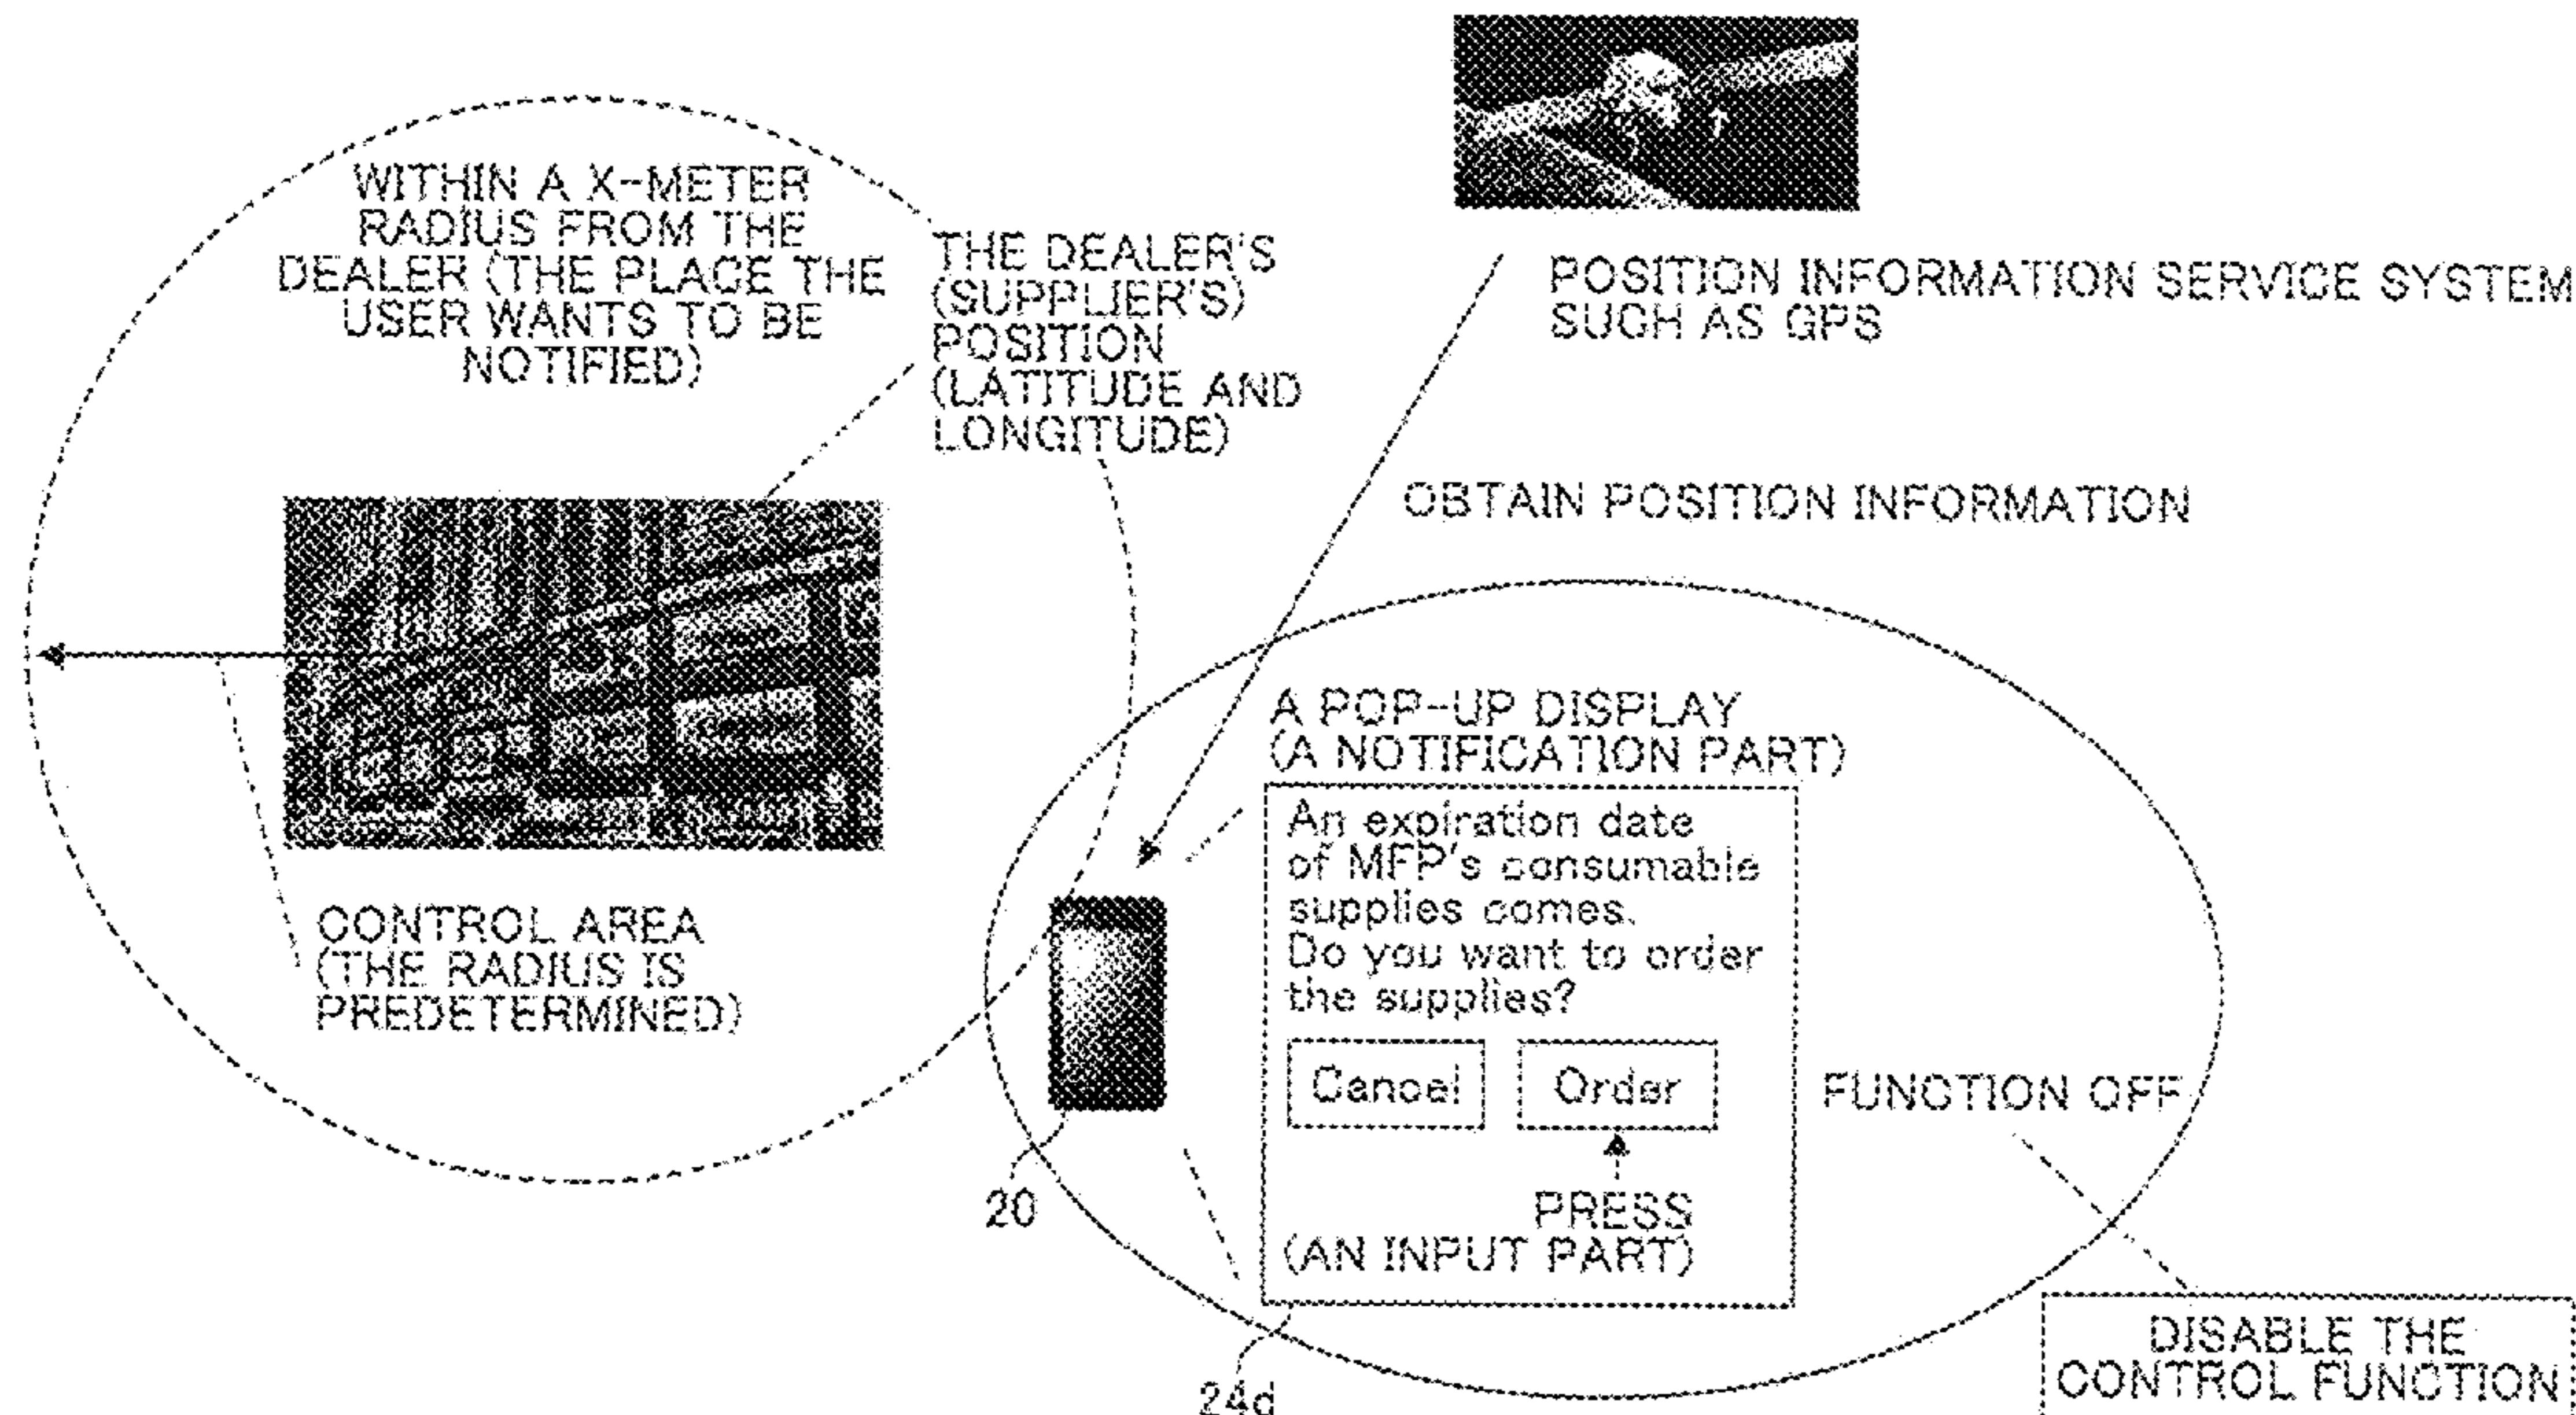 WITHIN A X-METER
RADIUS FROM THE
DEALER (THE PLACE THE
USER WANTS TO BE
NOTIFIED)
THE DEALER'S
(SUPPLIER'S)
POSITION
(LATITUDE AND
LONGITUDE)
POSITION INFORMATION SERVICE SYSTEM
SUCH AS GPS
OBTAIN POSITION INFORMATION
CONTROL AREA
(THE RADIUS IS
PREDETERMINED)
A POP-UP DISPLAY
(A NOTIFICATION PART)
An expiration date
of MFP's consumable
supplies comes.
Do you want to order
the supplies?
Cancel Order
FUNCTION OFF
PRESS
(AN INPUT PART)
20
24d
DISABLE THE
CONTROL FUNCTION